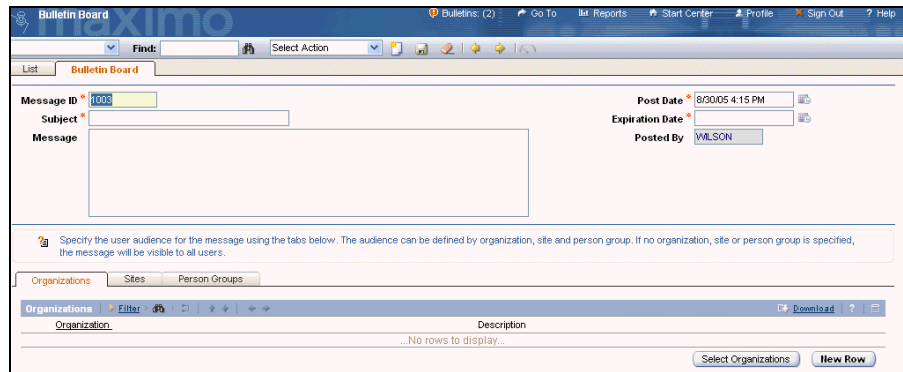 Bulletin Board
maximo
Bulletins: (2) Go To Reports Start Center Profile Sign Out ? Help
Find: Select Action
List Bulletin Board
Message ID * 1003 Post Date * 8/30/05 4:15 PM
Subject * Expiration Date *
Message Posted By WILSON
Specify the user audience for the message using the tabs below. The audience can be defined by organization, site and person group. If no organization, site or person group is specified,
the message will be visible to all users.
Organizations Sites Person Groups
Organizations Filter Download ?
Organization Description
...No rows to display...
Select Organizations New Row